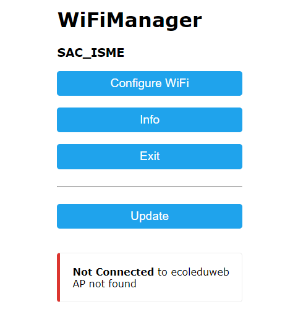 WiFiManager
SAC_ISME
Configure WiFi
Info
Exit
Update
Not Connected to ecoleduweb
AP not found